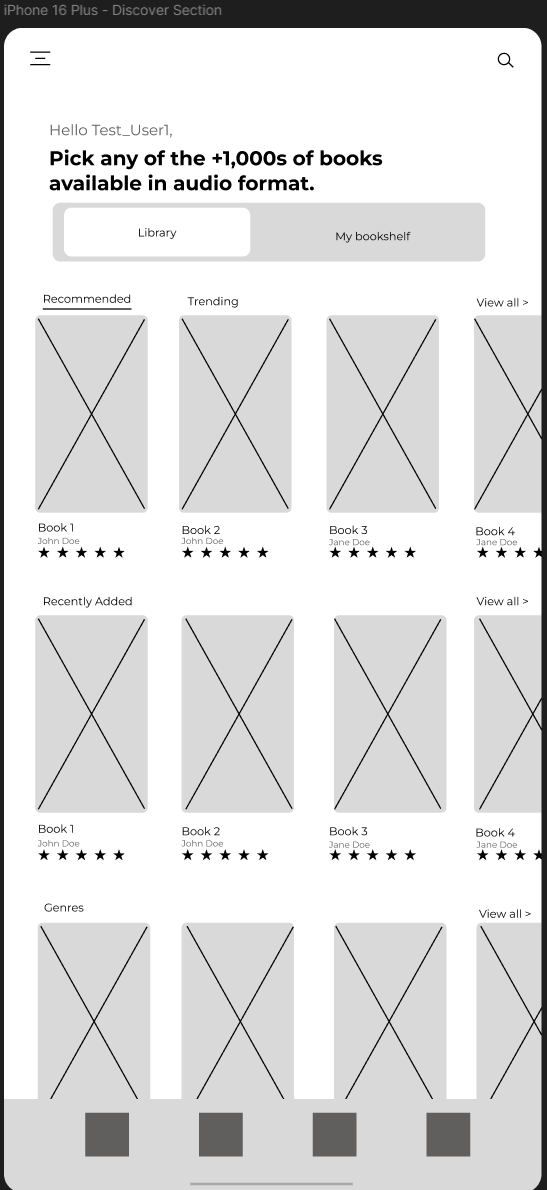 iPhone 16 Plus - Discover Section
Hello Test_User1,
Pick any of the +1,000s of books
available in audio format.
Library My bookshelf
Recommended Trending View all >
Book 1 Book 2 Book 3 Book 4
John Doe John Doe Jane Doe Jane Doe
Recently Added View all >
Book 1 Book 2 Book 3 Book 4
John Doe John Doe Jane Doe Jane Doe
Genres View all >